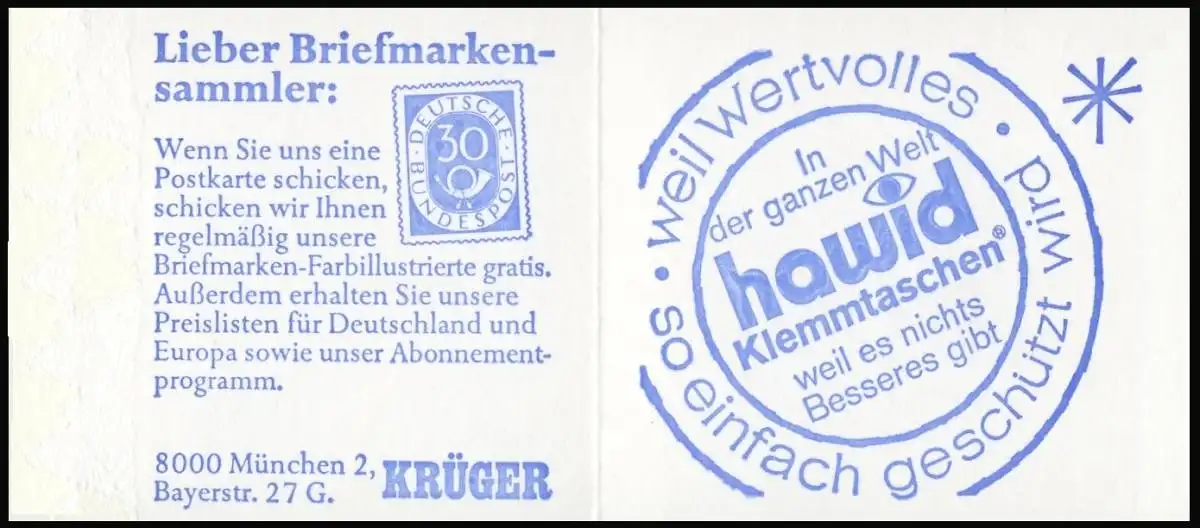 Lieber Briefmarken-
sammler:
Wenn Sie uns eine
Postkarte schicken,
schicken wir Ihnen
regelmäßig unsere
Briefmarken-Farbillustrierte gratis.
Außerdem erhalten Sie unsere
Preislisten für Deutschland und
Europa sowie unser Abonnement-
programm.
DEUTSCHE · BUNDESPOST ·
30
8000 München 2,
Bayerstr. 27 G.
KRÜGER
· weil Wertvolles · so einfach geschützt wird
In
der ganzen Welt
hawid
Klemmtaschen®
weil es nichts
Besseres gibt